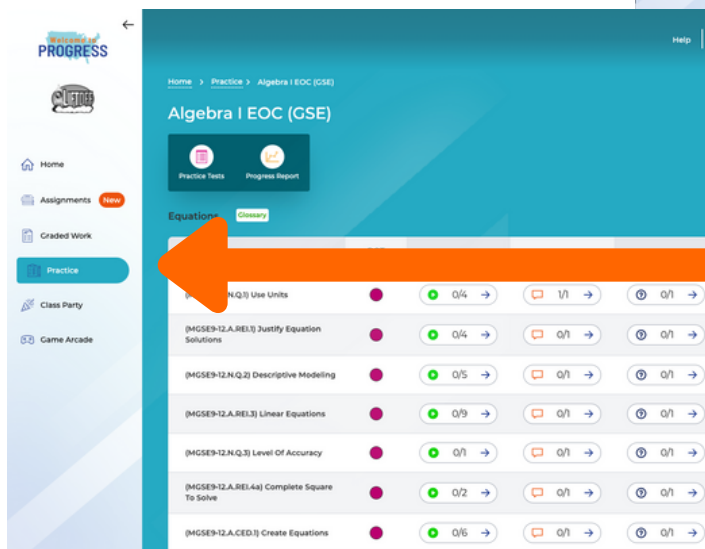 Welcome to
PROGRESS
LIFTOFF
Help
Home > Practice > Algebra I EOC (GSE)
Algebra I EOC (GSE)
Practice Tests Progress Report
Home
Assignments New
Graded Work
Practice
Class Party
Game Arcade
Equations Glossary
N.Q.1) Use Units 0/4 1/1 0/1
(MGSE9-12.A.REI.1) Justify Equation
Solutions 0/4 0/1 0/1
(MGSE9-12.N.Q.2) Descriptive Modeling 0/5 0/1 0/1
(MGSE9-12.A.REI.3) Linear Equations 0/9 0/1 0/1
(MGSE9-12.N.Q.3) Level Of Accuracy 0/1 0/1 0/1
(MGSE9-12.A.REI.4a) Complete Square
To Solve 0/2 0/1 0/1
(MGSE9-12.A.CED.1) Create Equations 0/6 0/1 0/1